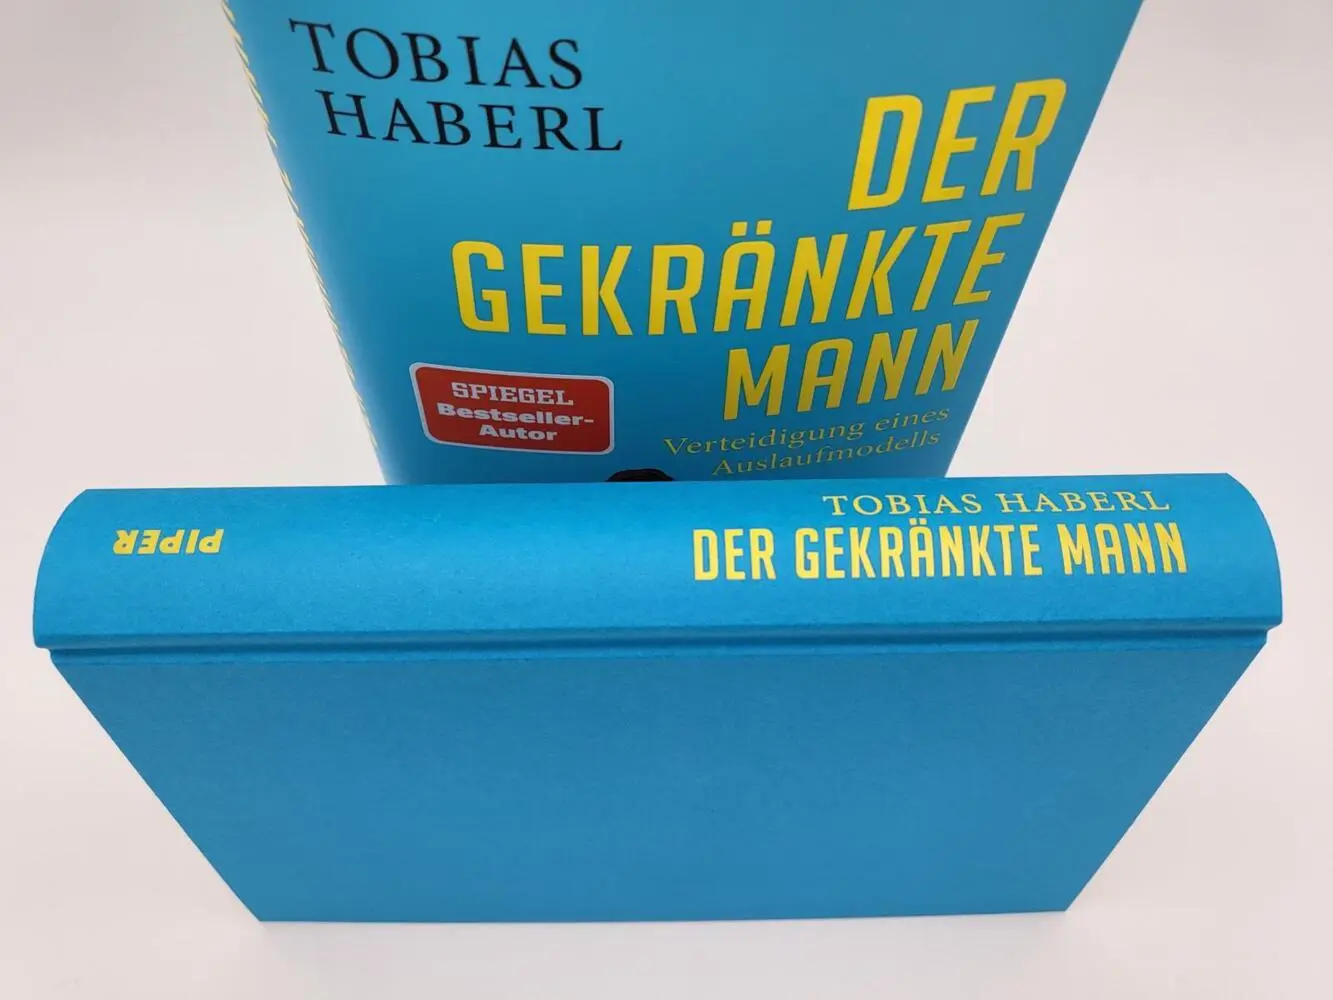 TOBIAS
HABERL
DER
GEKRÄNKTE
MANN
Verteidigung eines
Auslaufmodells
SPIEGEL
Bestseller-
Autor
TOBIAS HABERL
DER GEKRÄNKTE MANN
PIPER